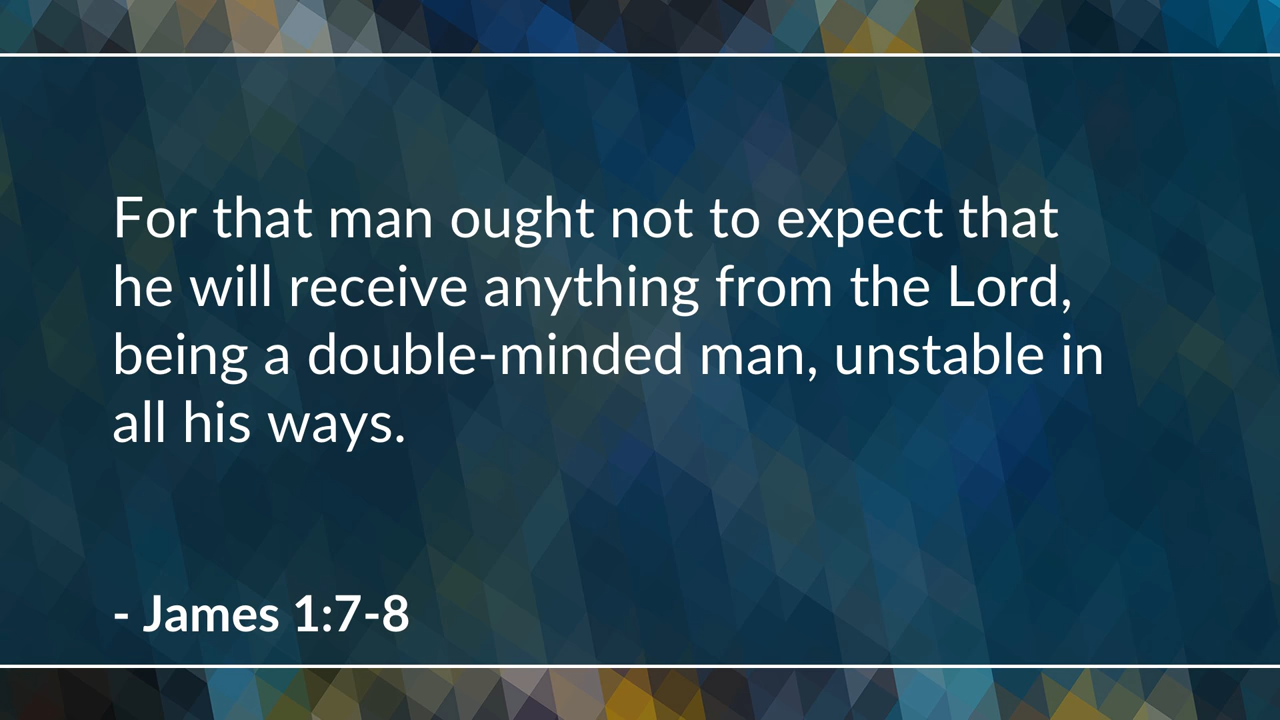 For that man ought not to expect that
he will receive anything from the Lord,
being a double-minded man, unstable in
all his ways.
- James 1:7-8